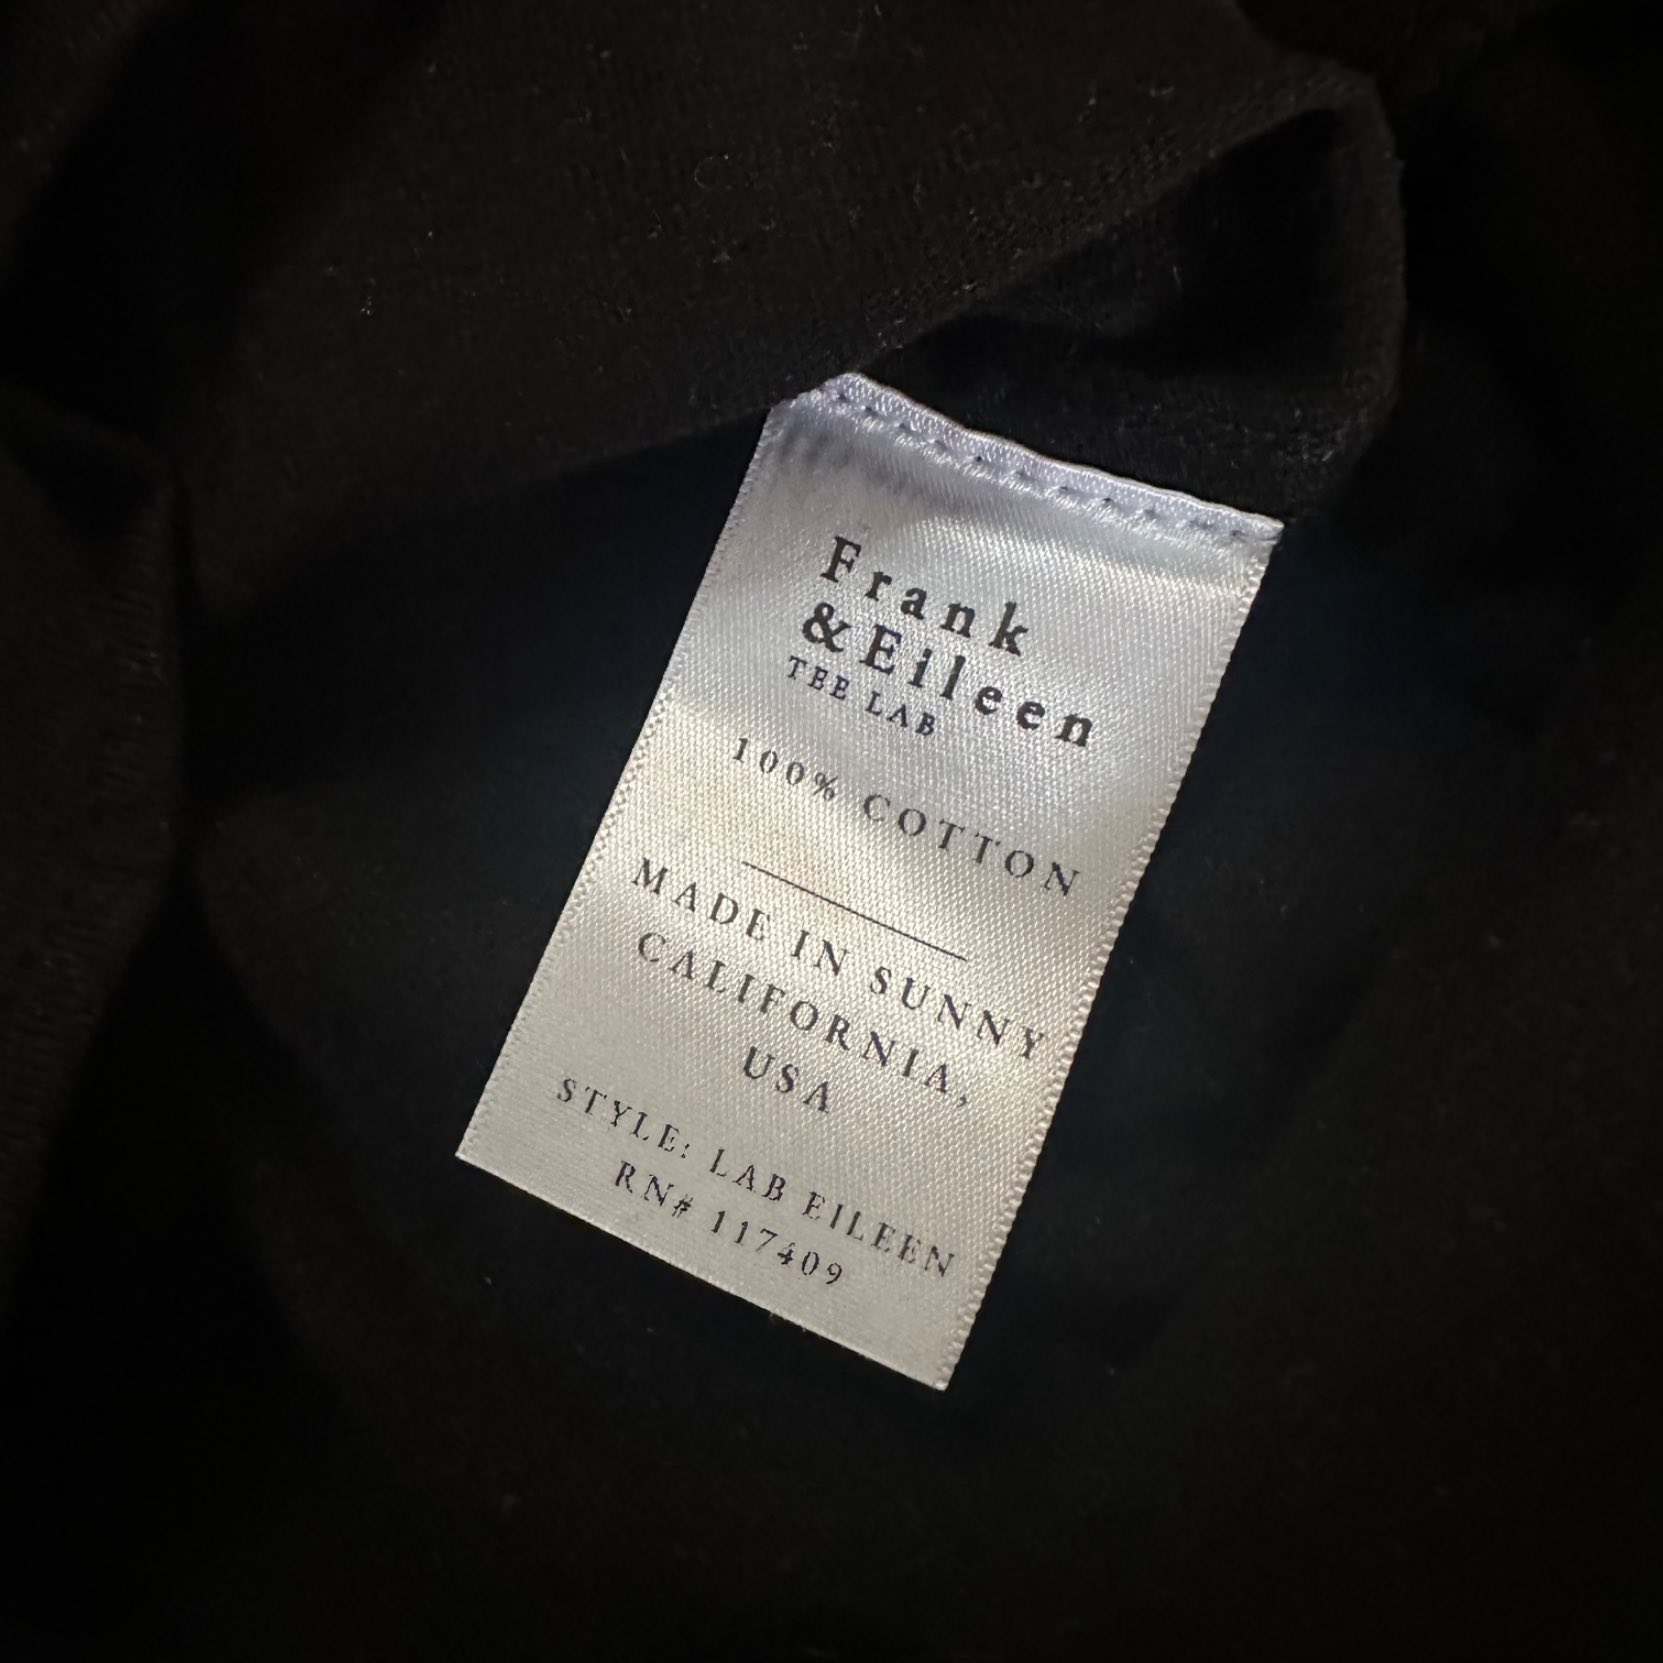 Frank
&Eileen
TEE LAB
100% COTTON
MADE IN SUNNY
CALIFORNIA,
USA
STYLE: LAB EILEEN
RN# 117409